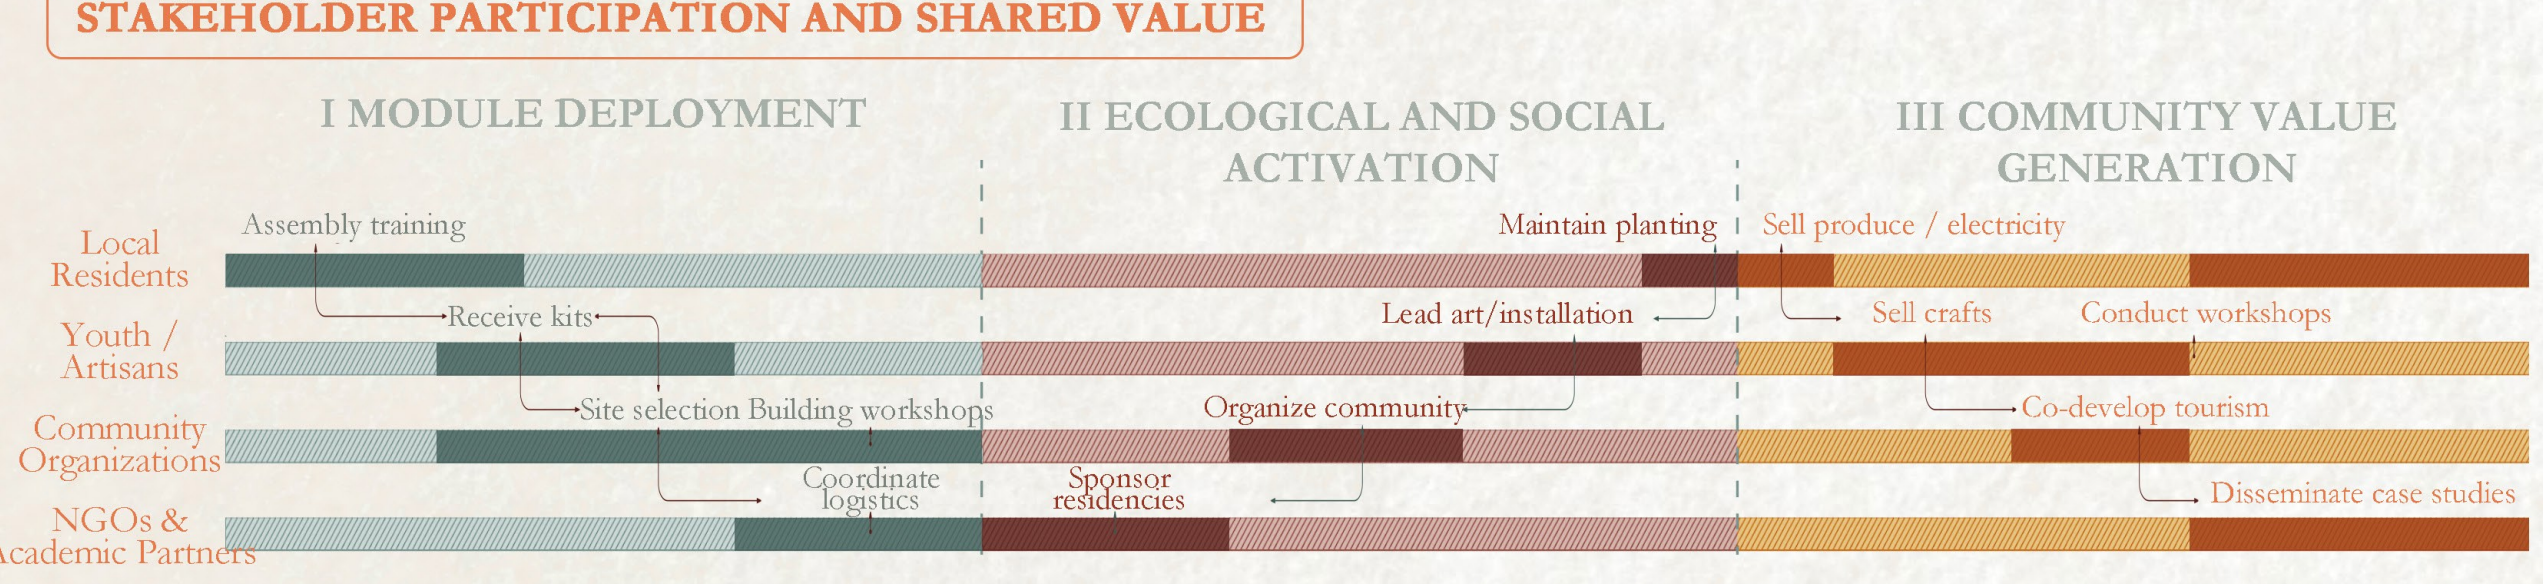 STAKEHOLDER PARTICIPATION AND SHARED VALUE
I MODULE DEPLOYMENT
II ECOLOGICAL AND SOCIAL
ACTIVATION
III COMMUNITY VALUE
GENERATION
Assembly training
Maintain planting
Sell produce / electricity
Local
Residents
Receive kits
Lead art/installation
Sell crafts
Conduct workshops
Youth /
Artisans
Site selection Building workshops
Organize community
Co-develop tourism
Community
Organizations
Coordinate
logistics
Sponsor
residencies
Disseminate case studies
NGOs &
Academic Partners